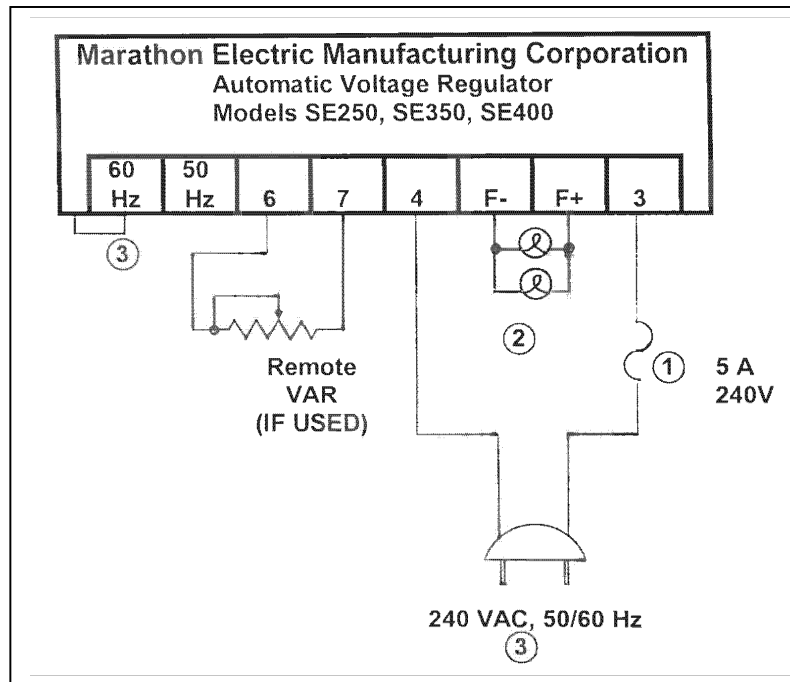 Marathon Electric Manufacturing Corporation
Automatic Voltage Regulator
Models SE250, SE350, SE400
60 Hz
50 Hz
6
7
4
F-
F+
3
3
2
1
5 A
240V
Remote
VAR
(IF USED)
240 VAC, 50/60 Hz
3